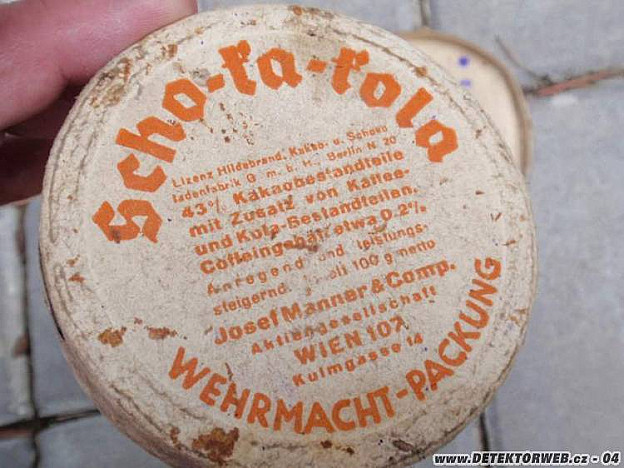 Scho-ka-kola
Lizenz Hildebrand, Kakao- u. Schoko
ladenfabrik G. m. b. H., Berlin N. 20
43% Kakaobestandteile
mit Zusatz von Kaffee-
und Kola-Bestandteilen.
Coffeingehalt etwa 0.2%
Anregend und leistungs-
steigernd. 100 g netto
Josef Manner & Comp.
Aktiengesellschaft
WIEN 107
Kulmgasse 14
WEHRMACHT-PACKUNG
www.DETEKTORWEB.cz - 04